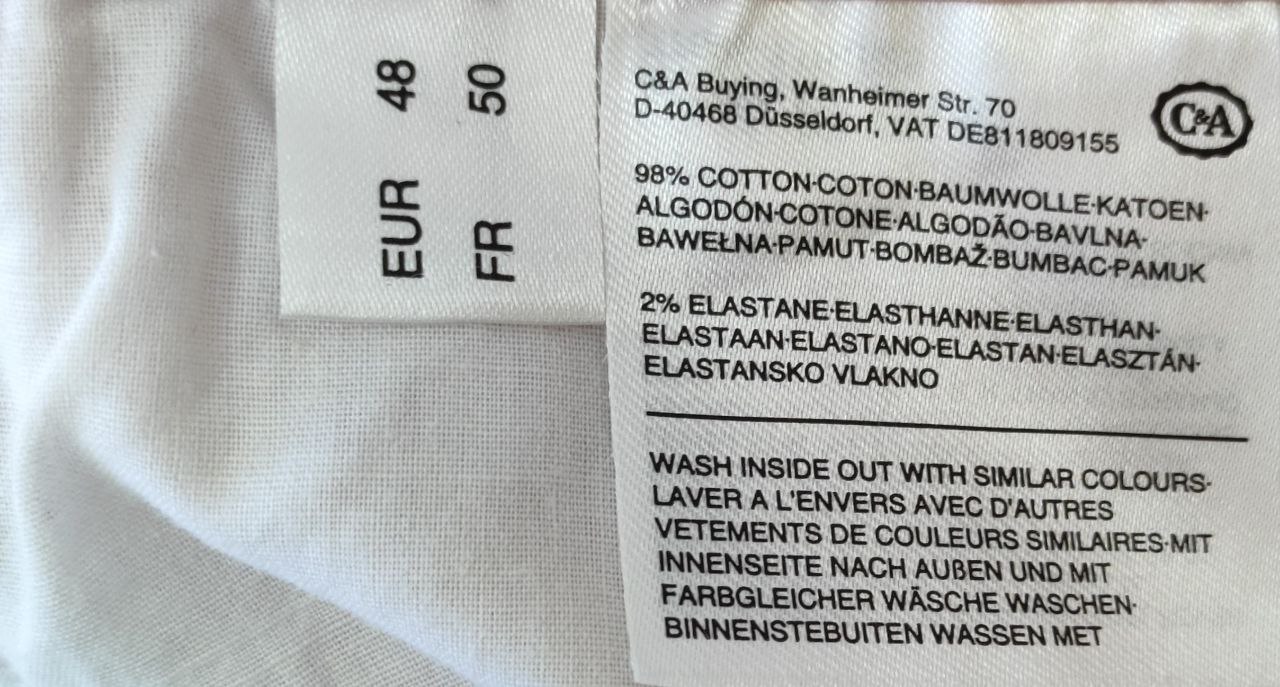 EUR 48
FR 50
C&A Buying, Wanheimer Str. 70
D-40468 Düsseldorf, VAT DE811809155
C&A
98% COTTON·COTON·BAUMWOLLE·KATOEN·
ALGODÓN·COTONE·ALGODÃO·BAVLNA·
BAWEŁNA·PAMUT·BOMBAŽ·BUMBAC·PAMUK
2% ELASTANE·ELASTHANNE·ELASTHAN·
ELASTAAN·ELASTANO·ELASTAN·ELASZTÁN·
ELASTANSKO VLAKNO
WASH INSIDE OUT WITH SIMILAR COLOURS·
LAVER A L'ENVERS AVEC D'AUTRES
VETEMENTS DE COULEURS SIMILAIRES·MIT
INNENSEITE NACH AUßEN UND MIT
FARBGLEICHER WÄSCHE WASCHEN·
BINNENSTEBUITEN WASSEN MET